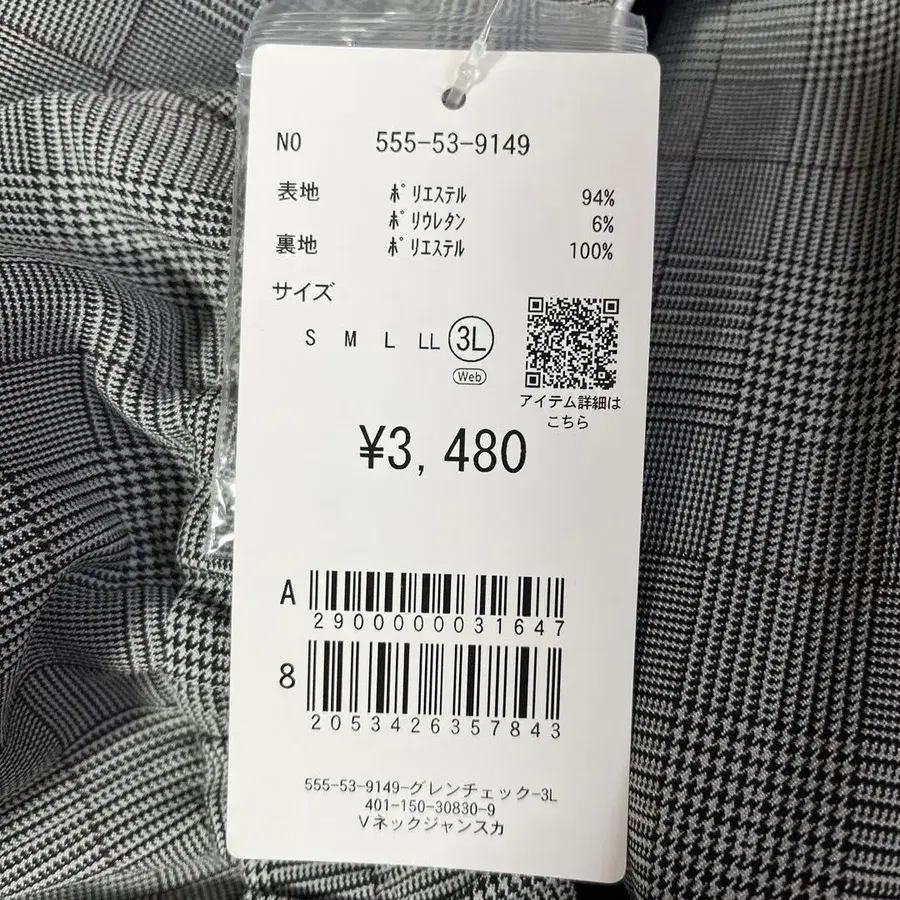 NO 555-53-9149
表地 ﾎﾟﾘｴｽﾃﾙ 94%
ﾎﾟﾘｳﾚﾀﾝ 6%
裏地 ﾎﾟﾘｴｽﾃﾙ 100%
サイズ
S M L LL 3L
Web
アイテム詳細は
こちら
¥3,480
A
2900000031647
8
2053426357843
555-53-9149-グレンチェック-3L
401-150-30830-9
Vネックジャンスカ